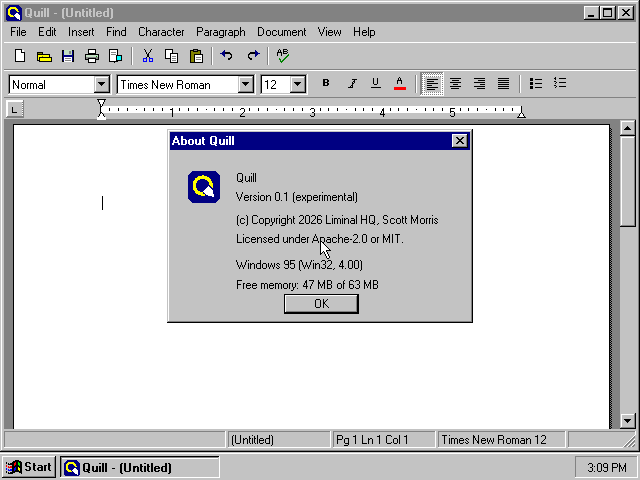 Quill - (Untitled)
File Edit Insert Find Character Paragraph Document View Help
ABC
Normal Times New Roman 12 B I U A
L 1 2 3 4 5
About Quill
Quill
Version 0.1 (experimental)
(c) Copyright 2026 Liminal HQ, Scott Morris
Licensed under Apache-2.0 or MIT.
Windows 95 (Win32, 4.00)
Free memory: 47 MB of 63 MB
OK
(Untitled) Pg 1 Ln 1 Col 1 Times New Roman 12
Start Quill - (Untitled) 3:09 PM